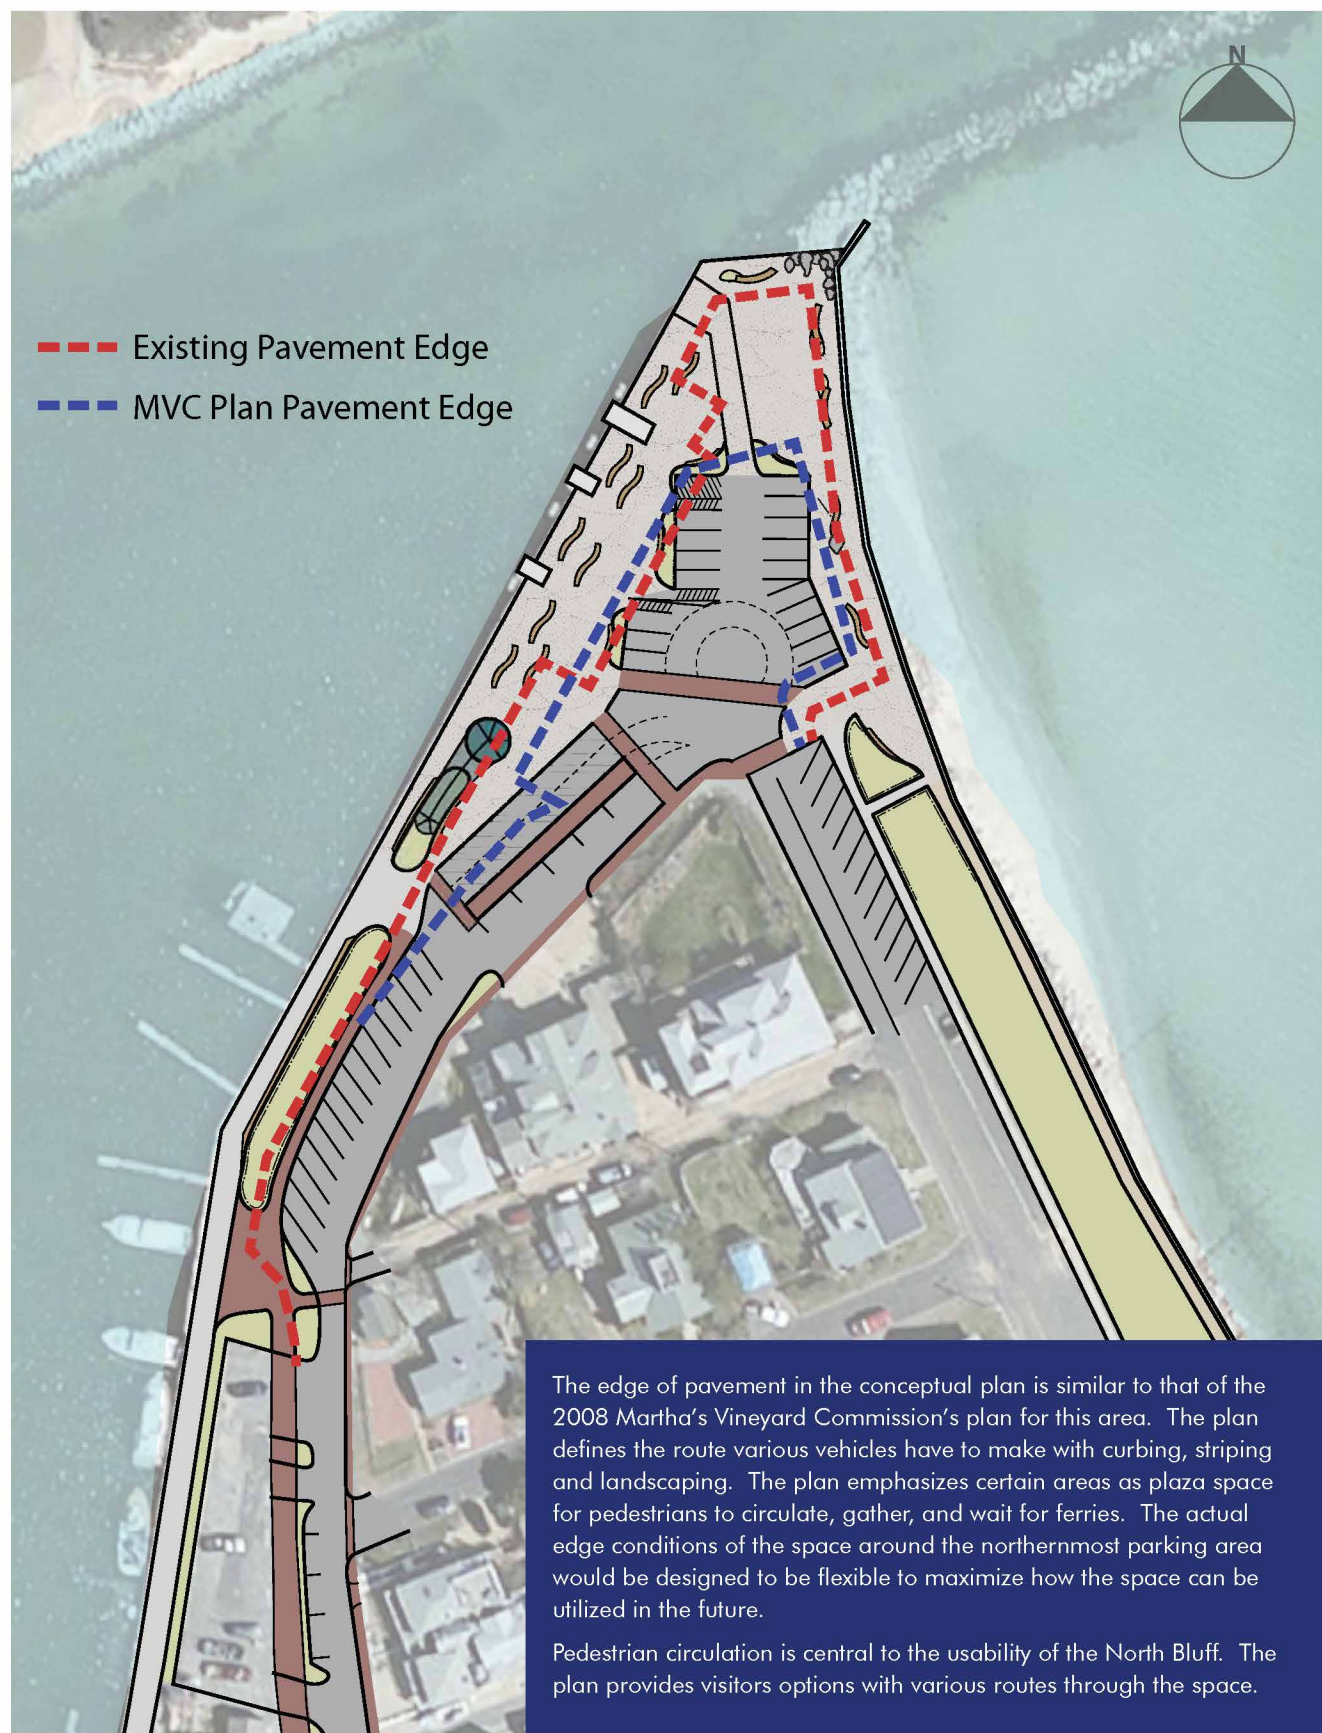 N
Existing Pavement Edge
MVC Plan Pavement Edge
The edge of pavement in the conceptual plan is similar to that of the
2008 Martha's Vineyard Commission's plan for this area. The plan
defines the route various vehicles have to make with curbing, striping
and landscaping. The plan emphasizes certain areas as plaza space
for pedestrians to circulate, gather, and wait for ferries. The actual
edge conditions of the space around the northernmost parking area
would be designed to be flexible to maximize how the space can be
utilized in the future.
Pedestrian circulation is central to the usability of the North Bluff. The
plan provides visitors options with various routes through the space.